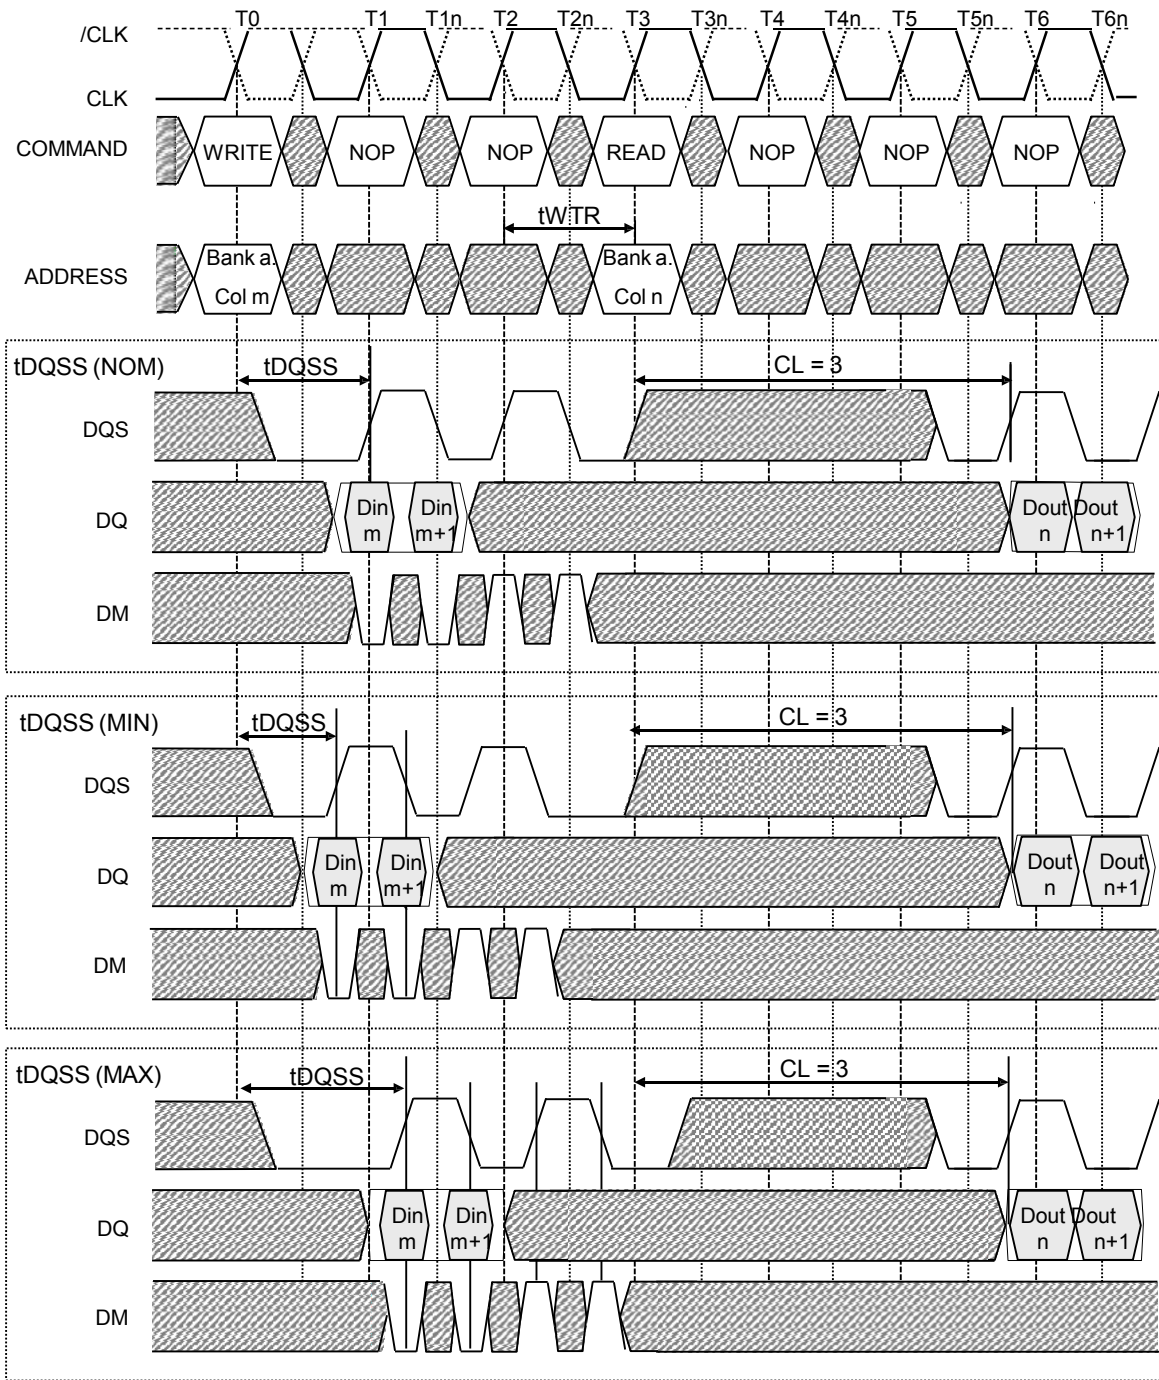 T0 T1 T1n T2 T2n T3 T3n T4 T4n T5 T5n T6 T6n
/CLK
CLK
COMMAND WRITE NOP NOP READ NOP NOP NOP
tWTR
ADDRESS Bank a. Bank a.
Col m Col n
tDQSS (NOM) tDQSS CL = 3
DQS
DQ Din Din Dout Dout
m m+1 n n+1
DM
tDQSS (MIN) tDQSS CL = 3
DQS
DQ Din Din Dout Dout
m m+1 n n+1
DM
tDQSS (MAX) tDQSS CL = 3
DQS
DQ Din Din Dout Dout
m m+1 n n+1
DM